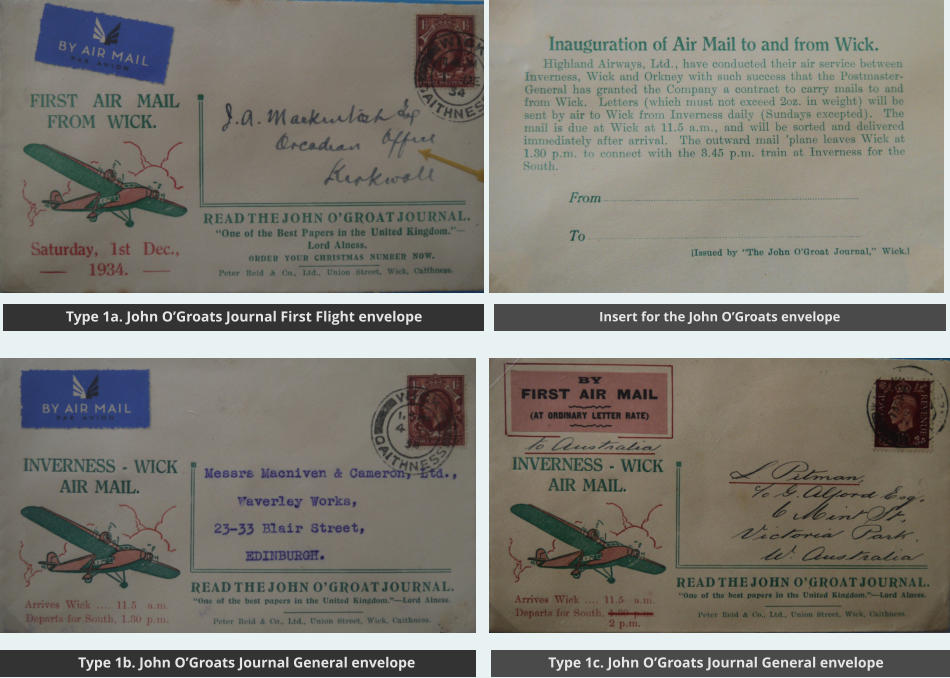 BY AIR MAIL
PAR AVION
WICK
DE
34
CAITHNESS
FIRST AIR MAIL
FROM WICK.
J.A. Mackintosh Esq
Orcadian Office
Kirkwall
READ THE JOHN O'GROAT JOURNAL.
"One of the Best Papers in the United Kingdom."—
Lord Alness.
ORDER YOUR CHRISTMAS NUMBER NOW.
Peter Reid & Co., Ltd., Union Street, Wick, Caithness.
Saturday, 1st Dec.,
1934.
Type 1a. John O'Groats Journal First Flight envelope
Inauguration of Air Mail to and from Wick.
Highland Airways, Ltd., have conducted their air service between
Inverness, Wick and Orkney with such success that the Postmaster-
General has granted the Company a contract to carry mails to and
from Wick. Letters (which must not exceed 2oz. in weight) will be
sent by air to Wick from Inverness daily (Sundays excepted). The
mail is due at Wick at 11.5 a.m., and will be sorted and delivered
immediately after arrival. The outward mail 'plane leaves Wick at
1.30 p.m. to connect with the 3.45 p.m. train at Inverness for the
South.
From
To
[Issued by "The John O'Groat Journal," Wick.]
Insert for the John O'Groats envelope
BY AIR MAIL
PAR AVION
CAITHNESS
INVERNESS - WICK
AIR MAIL.
Messrs Macniven & Cameron, Ltd.,
Waverley Works,
23-33 Blair Street,
EDINBURGH.
READ THE JOHN O'GROAT JOURNAL.
"One of the best papers in the United Kingdom."—Lord Alness.
Peter Reid & Co., Ltd., Union Street, Wick, Caithness.
Arrives Wick .... 11.5 a.m.
Departs for South, 1.30 p.m.
Type 1b. John O'Groats Journal General envelope
BY
FIRST AIR MAIL
(AT ORDINARY LETTER RATE)
to Australia
INVERNESS - WICK
AIR MAIL.
L. Pitman
c/o G. Alford Esq.
6 Mint St,
Victoria Park.
W. Australia
READ THE JOHN O'GROAT JOURNAL.
"One of the best papers in the United Kingdom."—Lord Alness.
Peter Reid & Co., Ltd., Union Street, Wick, Caithness.
Arrives Wick .... 11.5 a.m.
Departs for South, 1.30 p.m.
2 p.m.
Type 1c. John O'Groats Journal General envelope